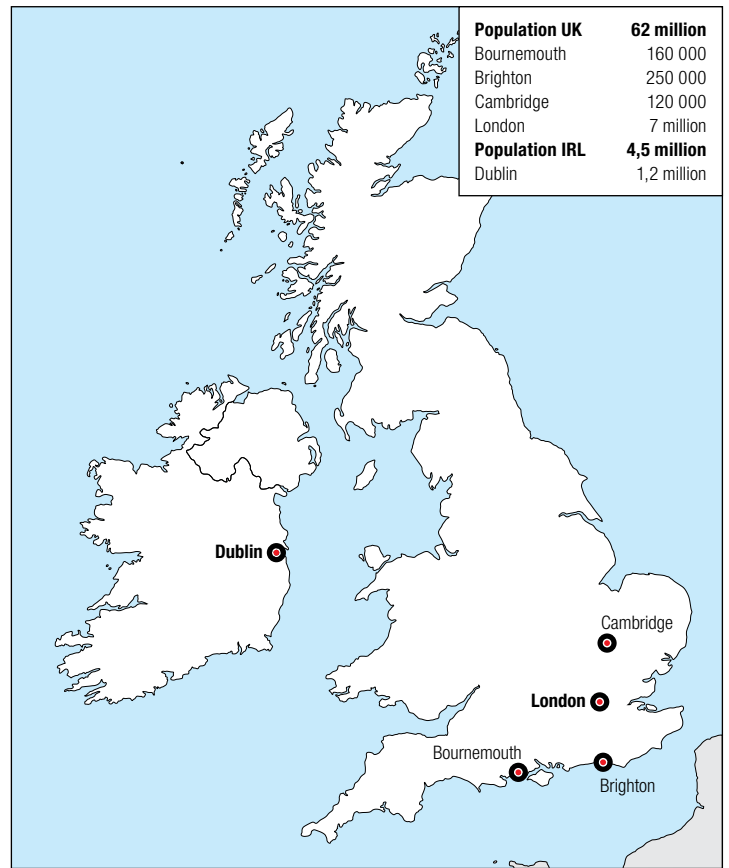 Population UK 62 million
Bournemouth 160 000
Brighton 250 000
Cambridge 120 000
London 7 million
Population IRL 4,5 million
Dublin 1,2 million
Dublin
Cambridge
London
Bournemouth
Brighton